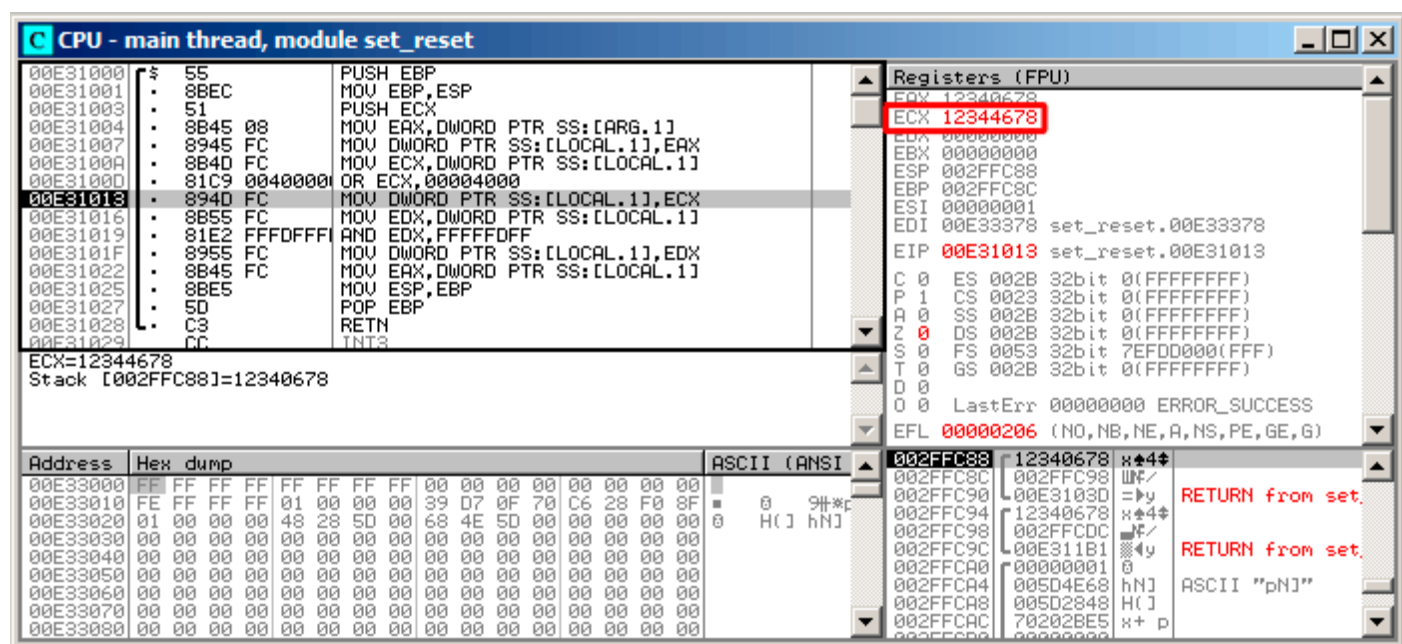 C CPU - main thread, module set_reset
00E31000 $ 55 PUSH EBP
00E31001 . 8BEC MOV EBP,ESP
00E31003 . 51 PUSH ECX
00E31004 . 8B45 08 MOV EAX,DWORD PTR SS:[ARG.1]
00E31007 . 8945 FC MOV DWORD PTR SS:[LOCAL.1],EAX
00E3100A . 8B4D FC MOV ECX,DWORD PTR SS:[LOCAL.1]
00E3100D . 81C9 0040000 OR ECX,00004000
00E31013 . 894D FC MOV DWORD PTR SS:[LOCAL.1],ECX
00E31016 . 8B55 FC MOV EDX,DWORD PTR SS:[LOCAL.1]
00E31019 . 81E2 FFFDFFF AND EDX,FFFFFDFF
00E3101F . 8955 FC MOV DWORD PTR SS:[LOCAL.1],EDX
00E31022 . 8B45 FC MOV EAX,DWORD PTR SS:[LOCAL.1]
00E31025 . 8BE5 MOV ESP,EBP
00E31027 . 5D POP EBP
00E31028 . C3 RETN
00E31029 CC INT3
ECX=12344678
Stack [002FFC88]=12340678
Registers (FPU)
EAX 12340678
ECX 12344678
EDX 00000000
EBX 00000000
ESP 002FFC88
EBP 002FFC8C
ESI 00000001
EDI 00E33378 set_reset.00E33378
EIP 00E31013 set_reset.00E31013
C 0 ES 002B 32bit 0(FFFFFFFF)
P 1 CS 0023 32bit 0(FFFFFFFF)
A 0 SS 002B 32bit 0(FFFFFFFF)
Z 0 DS 002B 32bit 0(FFFFFFFF)
S 0 FS 0053 32bit 7EFDD000(FFF)
T 0 GS 002B 32bit 0(FFFFFFFF)
D 0
O 0 LastErr 00000000 ERROR_SUCCESS
EFL 00000206 (NO,NB,NE,A,NS,PE,GE,G)
Address Hex dump ASCII (ANSI
00E33000 FF FF FF FF FF FF FF FF 00 00 00 00 00 00 00 00
00E33010 FE FF FF FF 01 00 00 00 39 D7 0F 70 C6 28 F0 8F
00E33020 01 00 00 00 48 28 5D 00 68 4E 5D 00 00 00 00 00 H(] hN]
00E33030 00 00 00 00 00 00 00 00 00 00 00 00 00 00 00 00
00E33040 00 00 00 00 00 00 00 00 00 00 00 00 00 00 00 00
00E33050 00 00 00 00 00 00 00 00 00 00 00 00 00 00 00 00
00E33060 00 00 00 00 00 00 00 00 00 00 00 00 00 00 00 00
00E33070 00 00 00 00 00 00 00 00 00 00 00 00 00 00 00 00
00E33080 00 00 00 00 00 00 00 00 00 00 00 00 00 00 00 00
002FFC88 12340678 x♠4↕
002FFC8C 002FFC98
002FFC90 00E3103D =►y RETURN from set_
002FFC94 12340678 x♠4↕
002FFC98 002FFCDC
002FFC9C 00E311B1 ▒◄y RETURN from set_
002FFCA0 00000001
002FFCA4 005D4E68 hN] ASCII "pN]"
002FFCA8 005D2848 H(]
002FFCAC 70202BE5 x+ p